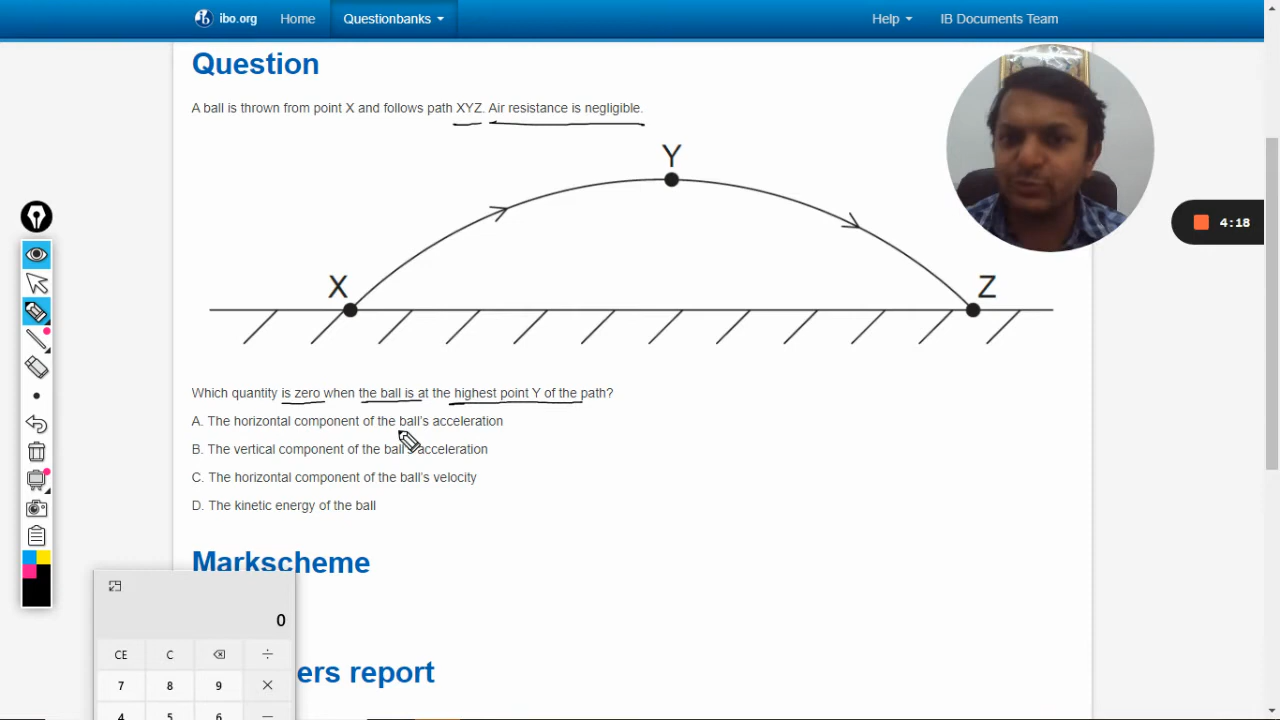 ibo.org Home Questionbanks Help IB Documents Team
Question
A ball is thrown from point X and follows path XYZ. Air resistance is negligible.
Y
4:18
X
Z
Which quantity is zero when the ball is at the highest point Y of the path?
A. The horizontal component of the ball's acceleration
B. The vertical component of the ball's acceleration
C. The horizontal component of the ball's velocity
D. The kinetic energy of the ball
Markscheme
0
CE C
ers report
7 8 9
4 5 6